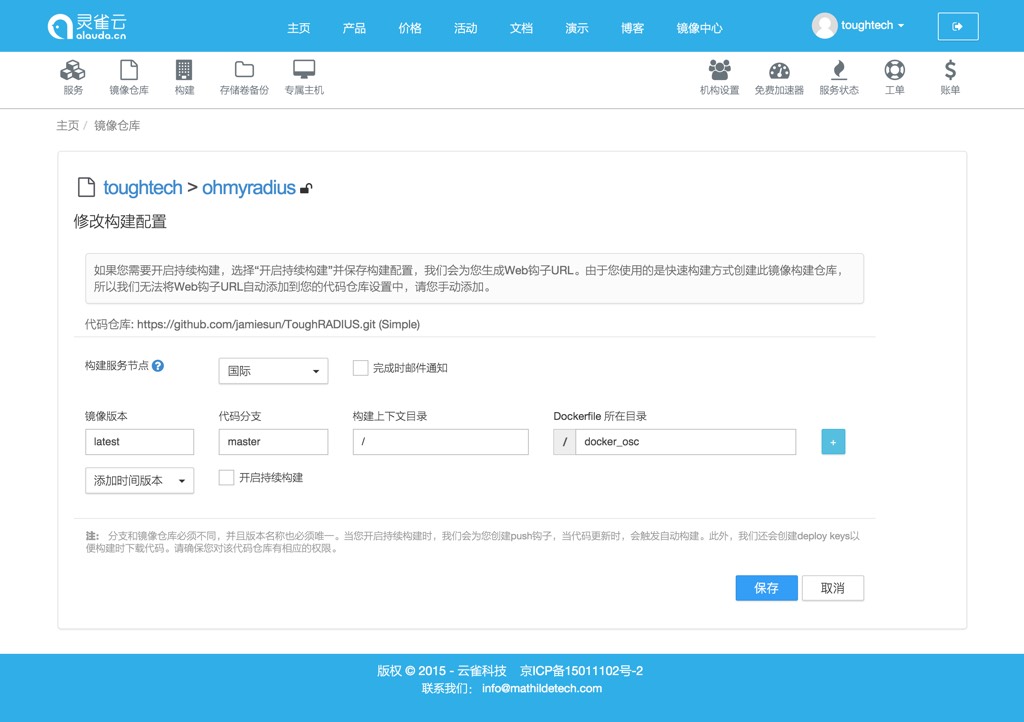 灵雀云
alauda.cn
主页 产品 价格 活动 文档 演示 博客 镜像中心
toughtech
服务 镜像仓库 构建 存储卷备份 专属主机 机构设置 免费加速器 服务状态 工单 账单
主页 / 镜像仓库
toughtech > ohmyradius
修改构建配置
如果您需要开启持续构建，选择“开启持续构建”并保存构建配置，我们会为您生成Web钩子URL。由于您使用的是快速构建方式创建此镜像构建仓库，
所以我们无法将Web钩子URL自动添加到您的代码仓库设置中，请您手动添加。
代码仓库: https://github.com/jamiesun/ToughRADIUS.git (Simple)
构建服务节点 ? 国际 完成时邮件通知
镜像版本 代码分支 构建上下文目录 Dockerfile 所在目录
latest master / / docker_osc +
添加时间版本 开启持续构建
注: 分支和镜像仓库必须不同，并且版本名称也必须唯一。当您开启持续构建时，我们会为您创建push钩子，当代码更新时，会触发自动构建。此外，我们还会创建deploy keys以
便构建时下载代码。请确保您对该代码仓库有相应的权限。
保存 取消
版权 © 2015 - 云雀科技 京ICP备15011102号-2
联系我们： info@mathildetech.com